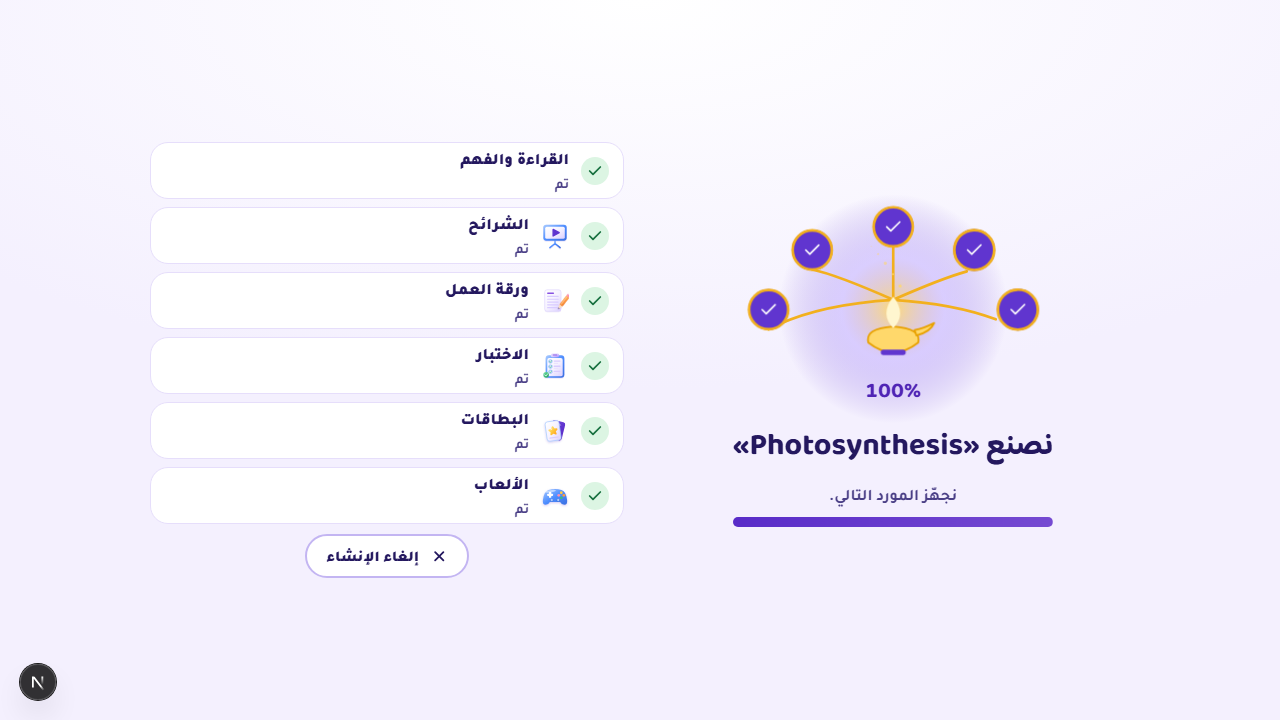 نصنع «Photosynthesis»
100%
نجهّز المورد التالي.
القراءة والفهم
تم
الشرائح
تم
ورقة العمل
تم
الاختبار
تم
البطاقات
تم
الألعاب
تم
إلغاء الإنشاء
N